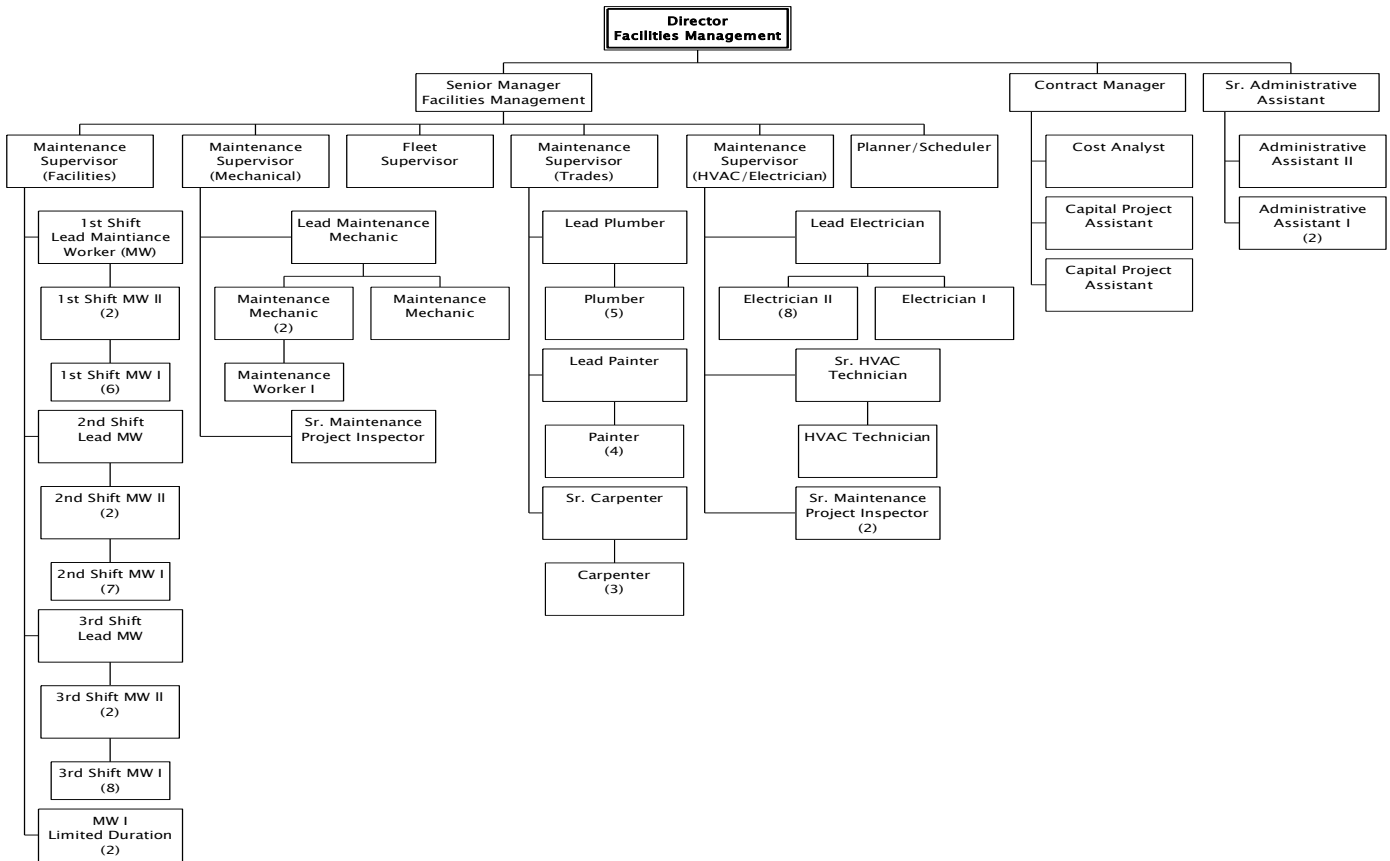 Director
Facilities Management
Senior Manager
Facilities Management
Contract Manager
Sr. Administrative
Assistant
Maintenance
Supervisor
(Facilities)
Maintenance
Supervisor
(Mechanical)
Fleet
Supervisor
Maintenance
Supervisor
(Trades)
Maintenance
Supervisor
(HVAC/Electrician)
Planner/Scheduler
Cost Analyst
Administrative
Assistant II
1st Shift
Lead Maintiance
Worker (MW)
Lead Maintenance
Mechanic
Lead Plumber
Lead Electrician
Capital Project
Assistant
Administrative
Assistant I
(2)
1st Shift MW ll
(2)
Maintenance
Mechanic
(2)
Maintenance
Mechanic
Plumber
(5)
Electrician II
(8)
Electrician I
Capital Project
Assistant
1st Shift MW I
(6)
Maintenance
Worker I
Lead Painter
Sr. HVAC
Technician
2nd Shift
Lead MW
Sr. Maintenance
Project Inspector
Painter
(4)
HVAC Technician
2nd Shift MW ll
(2)
Sr. Carpenter
Sr. Maintenance
Project Inspector
(2)
2nd Shift MW I
(7)
Carpenter
(3)
3rd Shift
Lead MW
3rd Shift MW ll
(2)
3rd Shift MW I
(8)
MW I
Limited Duration
(2)